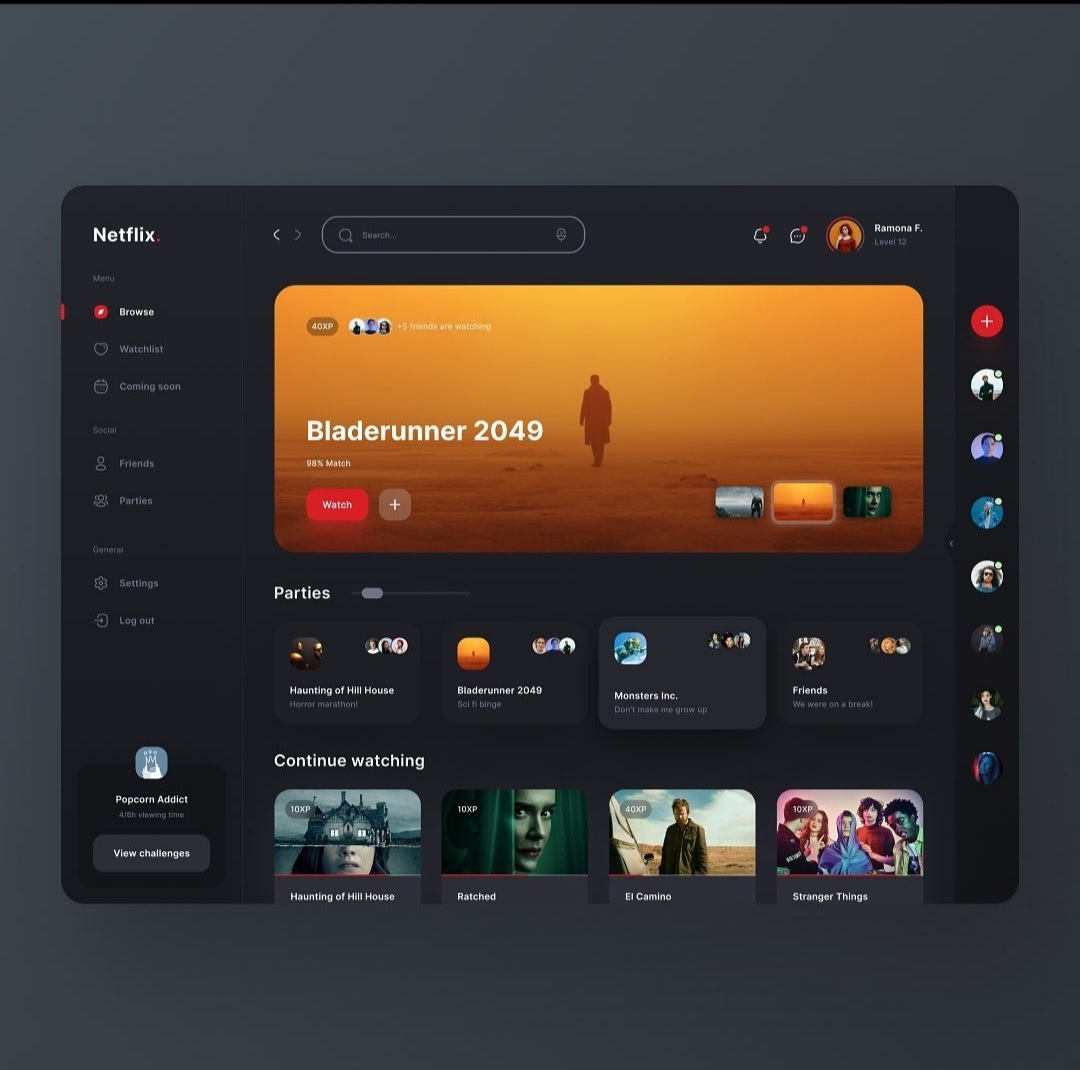 Netflix.
Menu
Browse
Watchlist
Coming soon
Social
Friends
Parties
General
Settings
Log out
Popcorn Addict
4/6h viewing time
View challenges
Search...
Ramona F.
Level 12
40XP
+5 friends are watching
Bladerunner 2049
98% Match
Watch
Parties
Haunting of Hill House
Horror marathon!
Bladerunner 2049
Sci fi binge
Monsters Inc.
Don't make me grow up
Friends
We were on a break!
Continue watching
10XP
Haunting of Hill House
10XP
Ratched
40XP
El Camino
10XP
Stranger Things